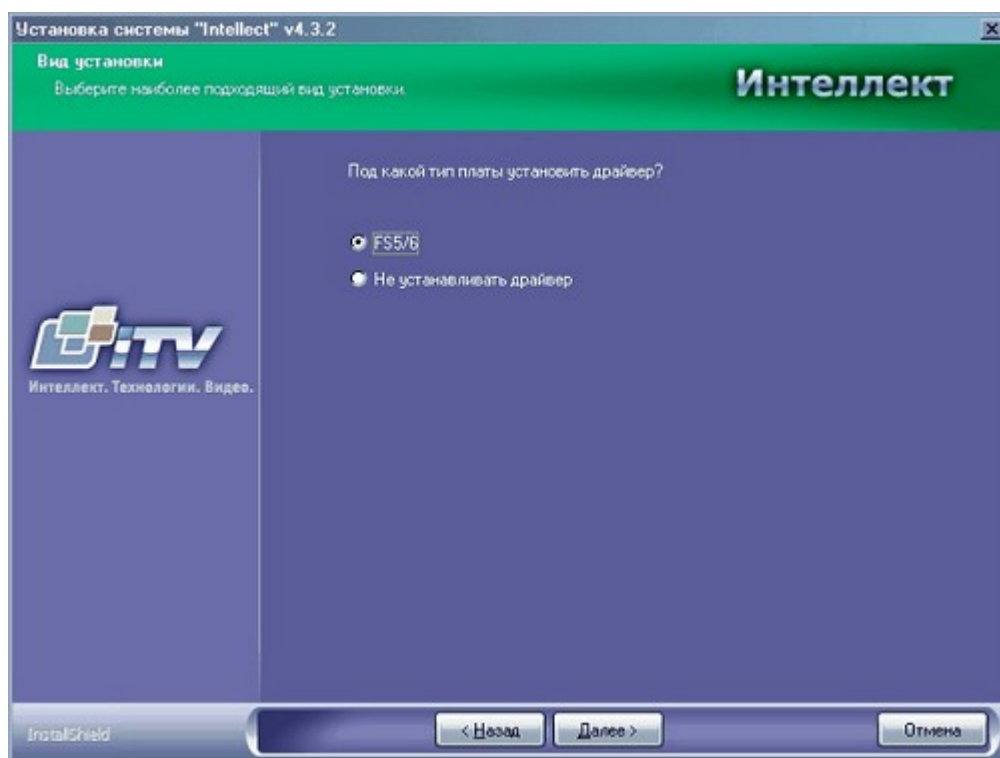 Установка системы "Intellect" v4.3.2
Вид установки
Выберите наиболее подходящий вид установки.
Интеллект
Под какой тип платы установить драйвер?
FS5/6
Не устанавливать драйвер
iTV
Интеллект. Технологии. Видео.
InstallShield
< Назад
Далее >
Отмена